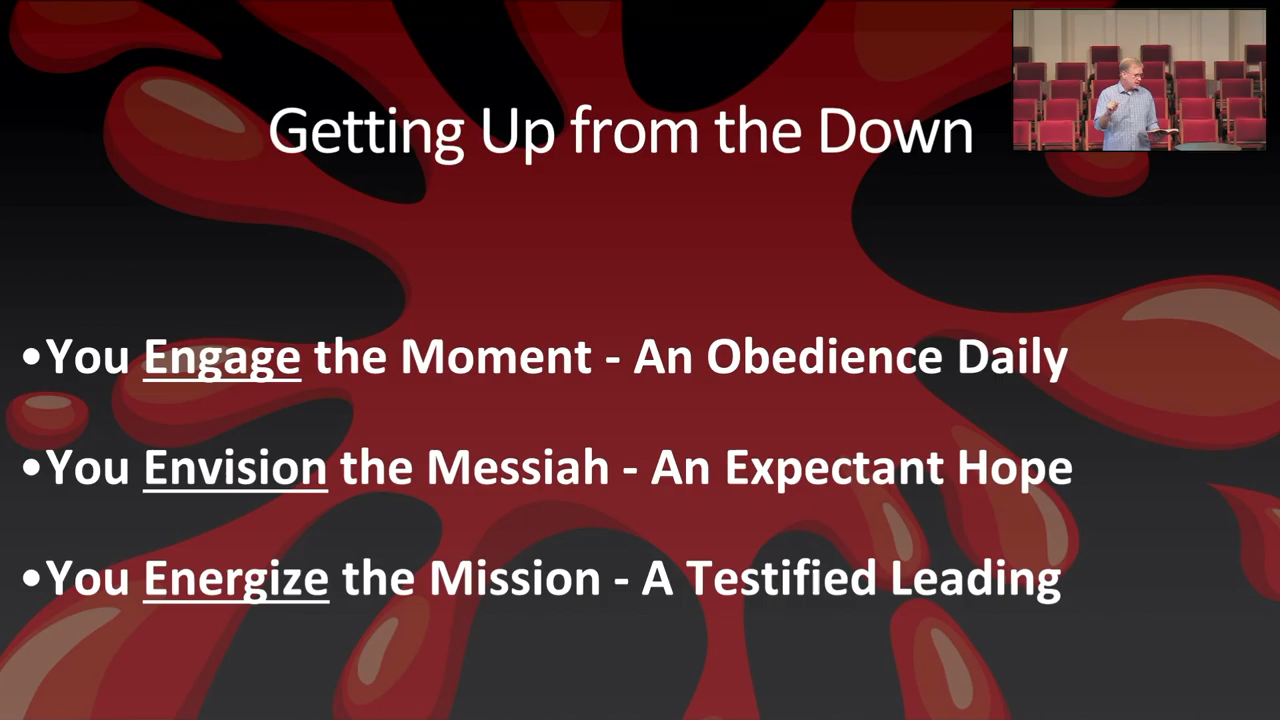 Getting Up from the Down
•You Engage the Moment - An Obedience Daily
•You Envision the Messiah - An Expectant Hope
•You Energize the Mission - A Testified Leading